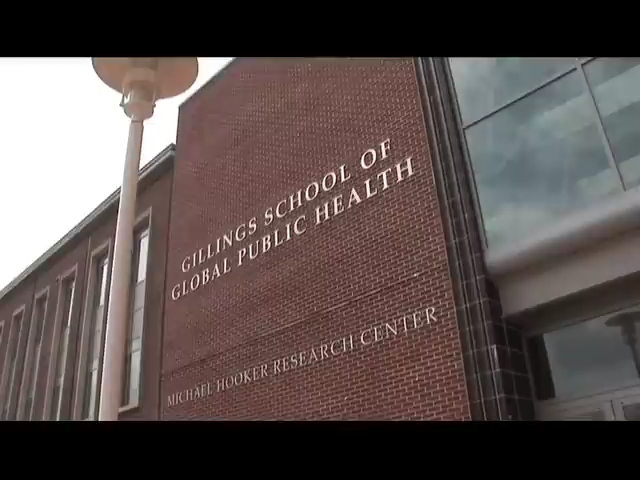 GILLINGS SCHOOL OF
GLOBAL PUBLIC HEALTH
MICHAEL HOOKER RESEARCH CENTER